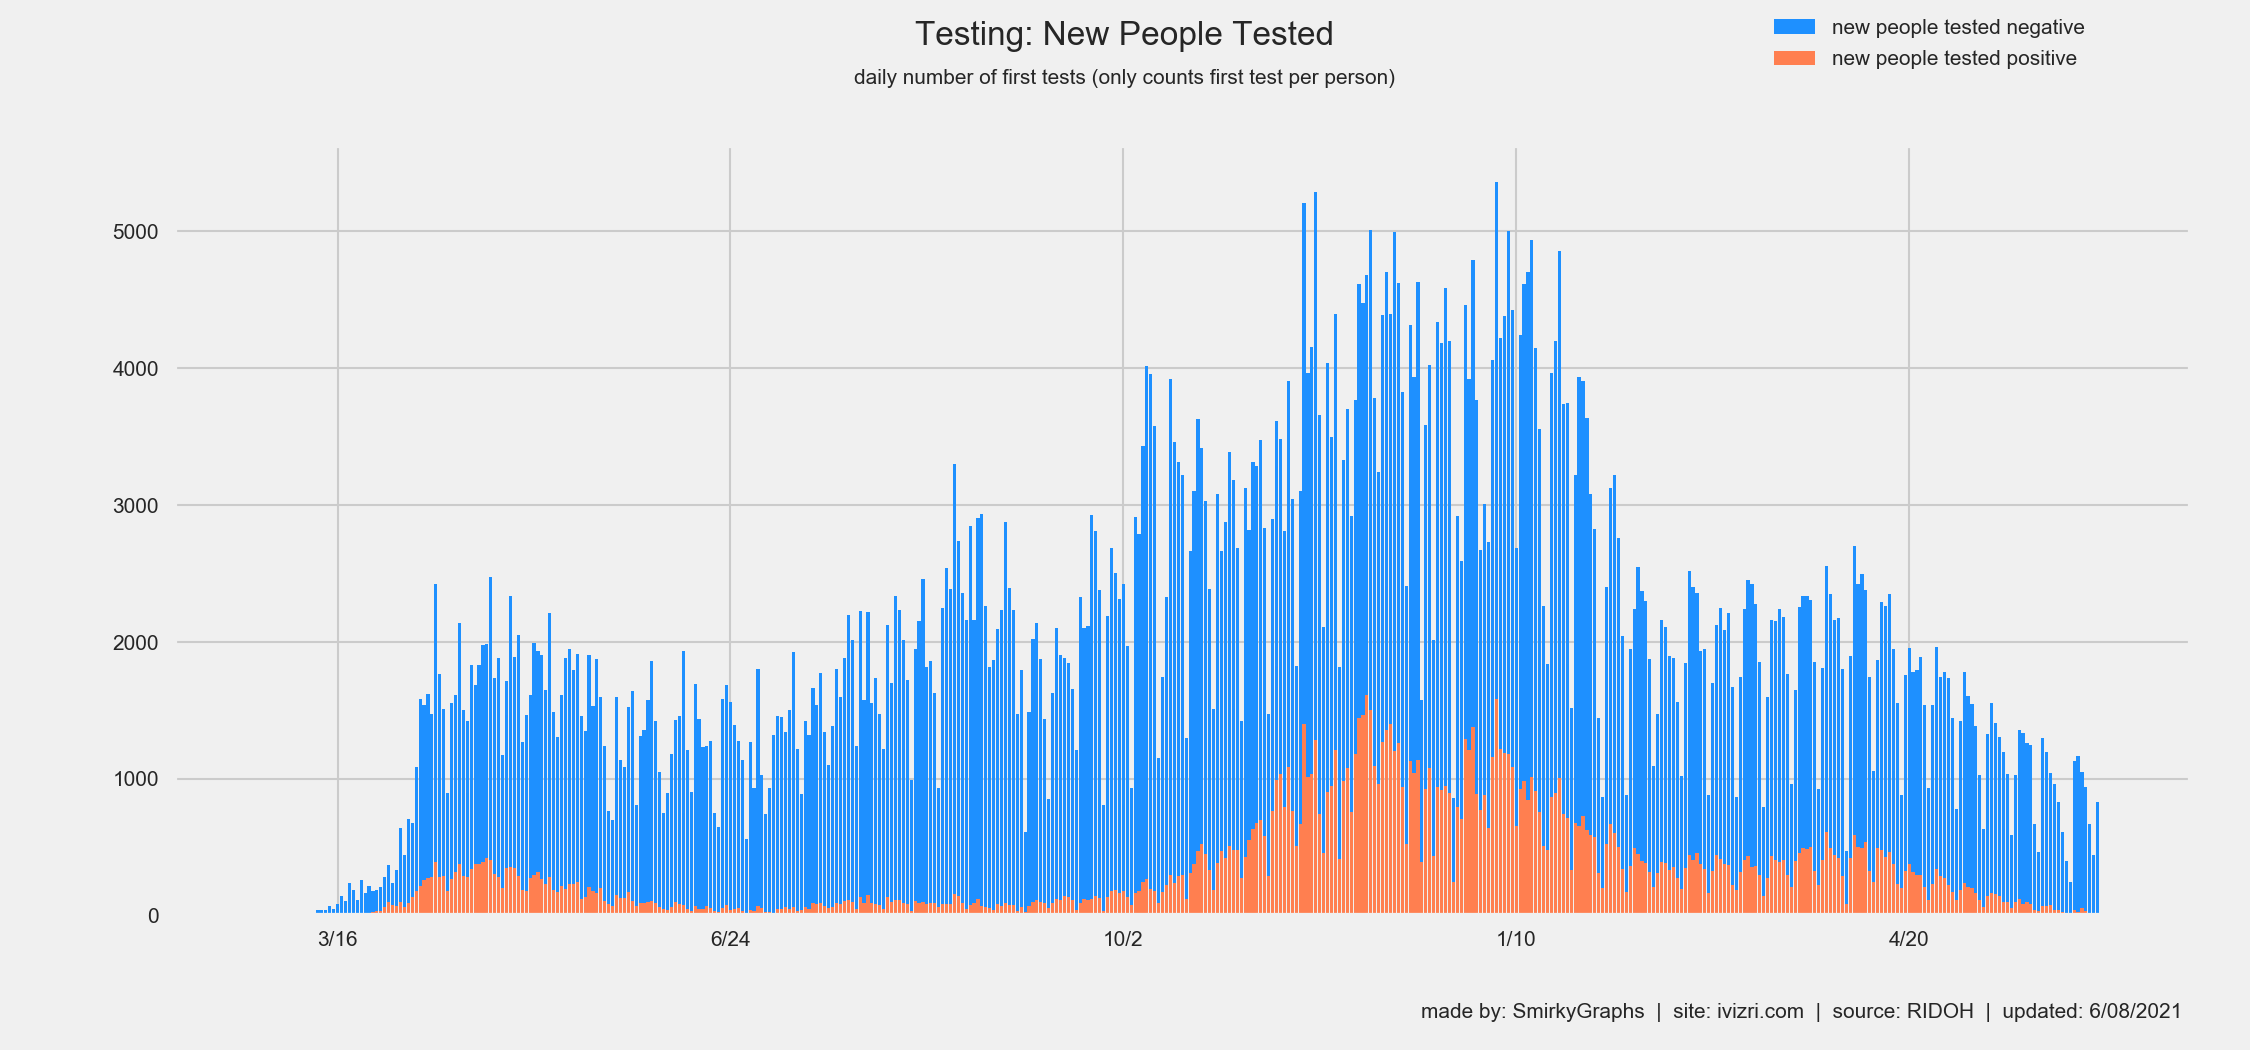 Testing: New People Tested
daily number of first tests (only counts first test per person)
new people tested negative
new people tested positive
5000
4000
3000
2000
1000
0
3/16
6/24
10/2
1/10
4/20
made by: SmirkyGraphs | site: ivizri.com | source: RIDOH | updated: 6/08/2021